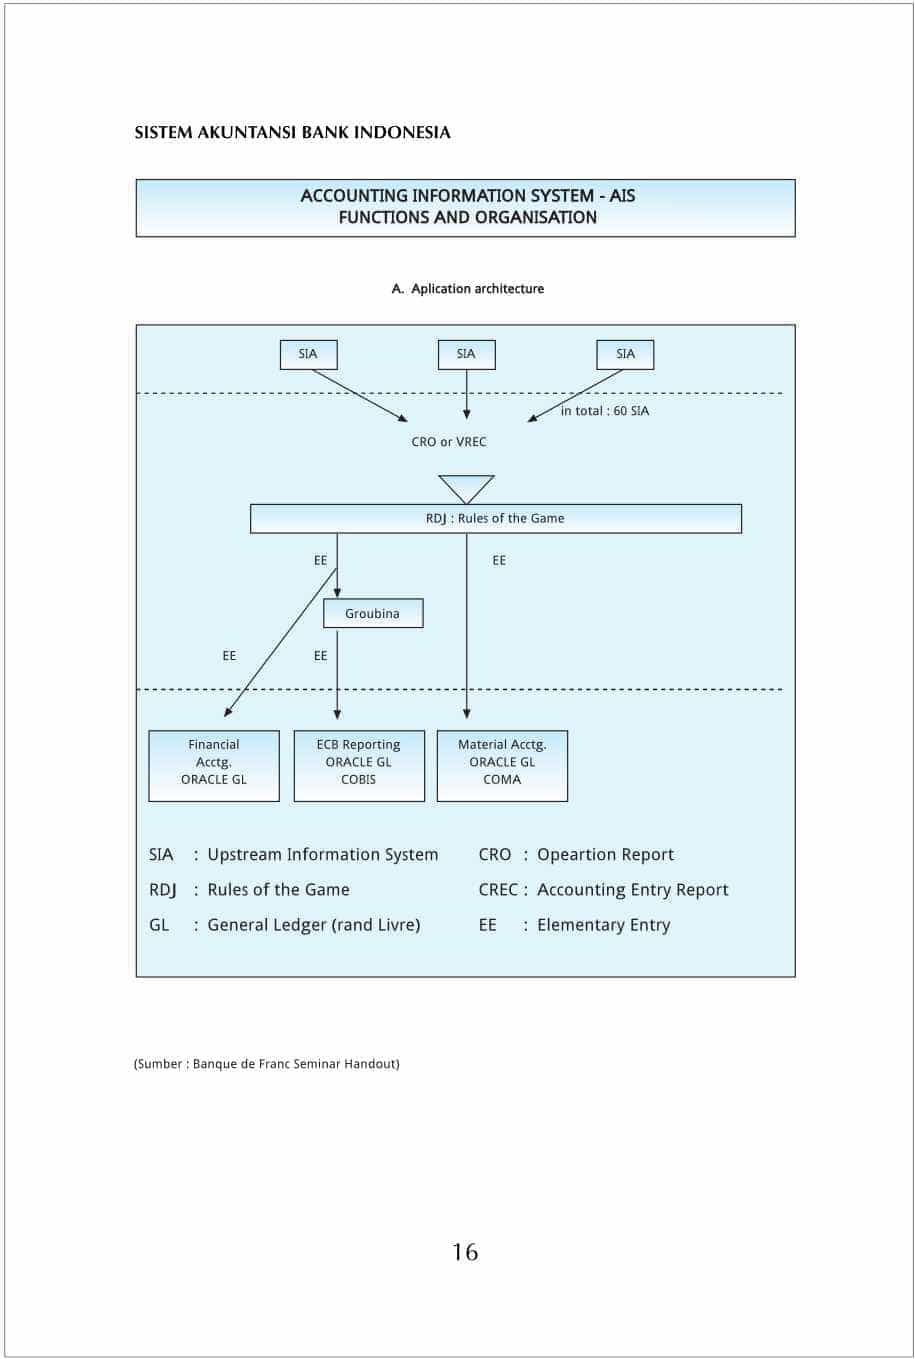 SISTEM AKUNTANSI BANK INDONESIA
ACCOUNTING INFORMATION SYSTEM - AIS
FUNCTIONS AND ORGANISATION
A. Aplication architecture
SIA SIA SIA
in total : 60 SIA
CRO or VREC
RDJ : Rules of the Game
EE EE
Groubina
EE EE
Financial
Acctg.
ORACLE GL
ECB Reporting
ORACLE GL
COBIS
Material Acctg.
ORACLE GL
COMA
SIA : Upstream Information System CRO : Opeartion Report
RDJ : Rules of the Game CREC : Accounting Entry Report
GL : General Ledger (rand Livre) EE : Elementary Entry
(Sumber : Banque de Franc Seminar Handout)
16